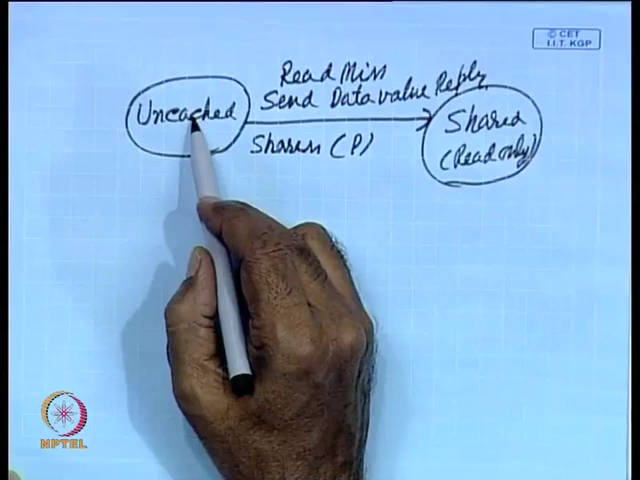 © CET
I.I.T. KGP
Read Miss
Send Data value Reply
Uncached
Shared
(Read only)
Sharers (P)
NPTEL